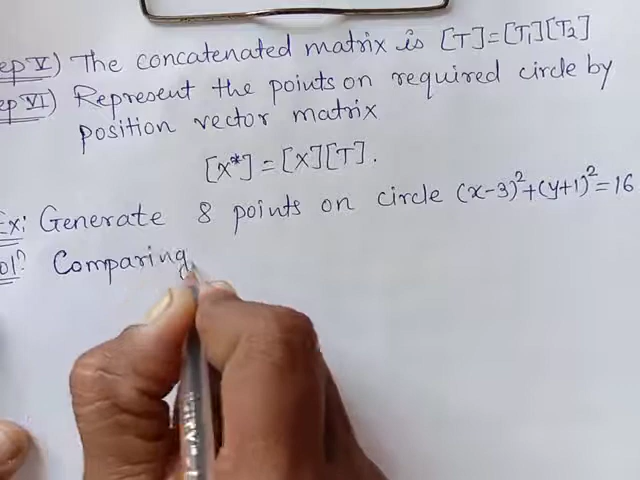 ep V) The concatenated matrix is [T]=[T₁][T₂]
ep VI) Represent the points on required circle by
position vector matrix
[X*]=[X][T].
Ex: Generate 8 points on circle (x-3)²+(y+1)²=16
ol? Comparing